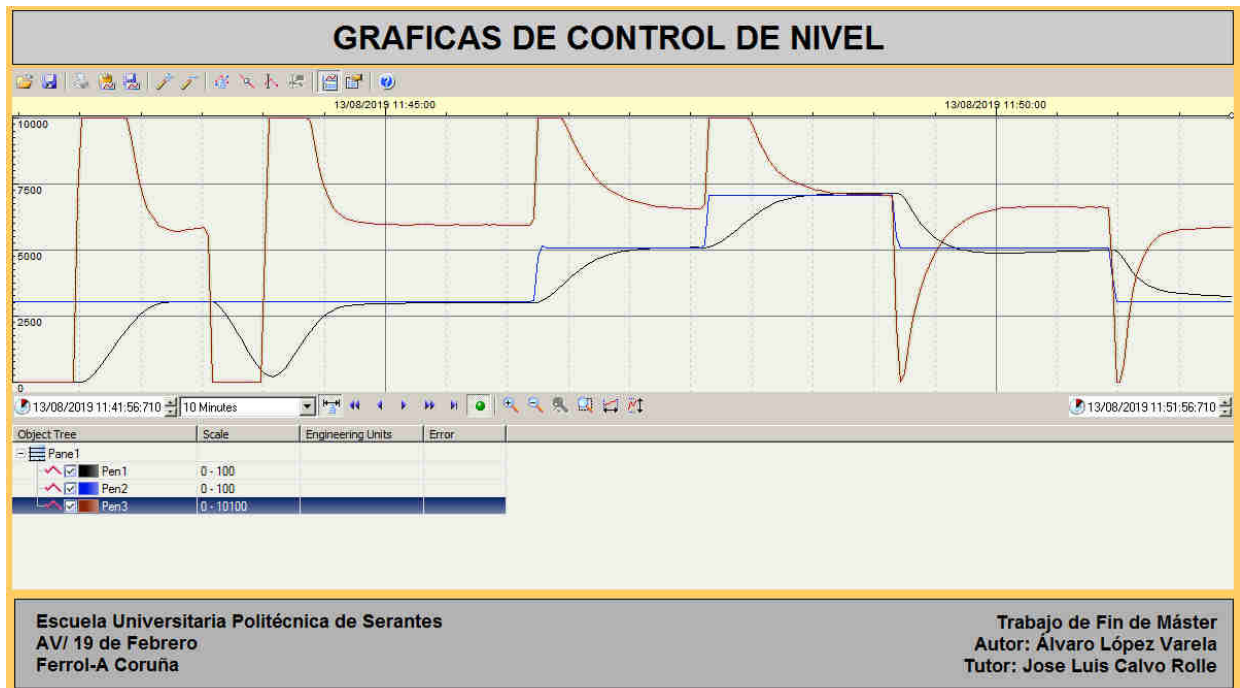 GRAFICAS DE CONTROL DE NIVEL
13/08/2019 11:45:00
13/08/2019 11:50:00
10000
7500
5000
2500
0
13/08/2019 11:41:56:710
10 Minutes
13/08/2019 11:51:56:710
Object Tree Scale Engineering Units Error
Pane1
Pen1 0 - 100
Pen2 0 - 100
Pen3 0 - 10100
Escuela Universitaria Politécnica de Serantes
AV/ 19 de Febrero
Ferrol-A Coruña
Trabajo de Fin de Máster
Autor: Álvaro López Varela
Tutor: Jose Luis Calvo Rolle